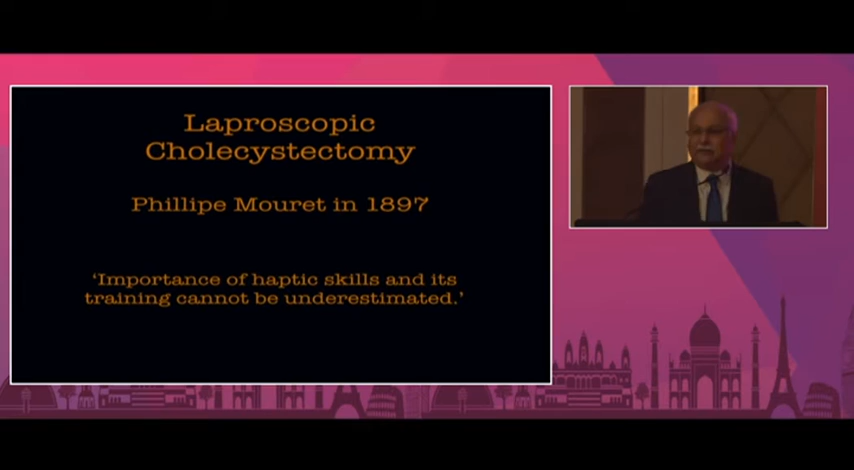 Laproscopic
Cholecystectomy
Phillipe Mouret in 1897
‘Importance of haptic skills and its
training cannot be underestimated.’